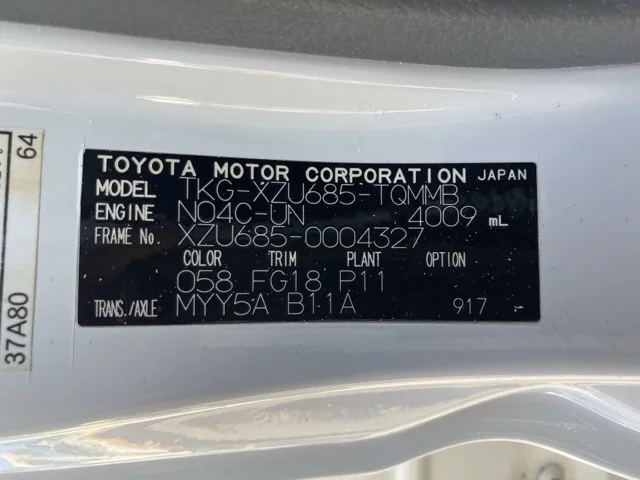 TOYOTA MOTOR CORPORATION JAPAN
MODEL TKG-XZU685-TQMMB
ENGINE N04C-UN 4009 mL
FRAME No. XZU685-0004327
COLOR TRIM PLANT OPTION
058 FG18 P11
TRANS./AXLE MYY5A B11A 917
37A80
64